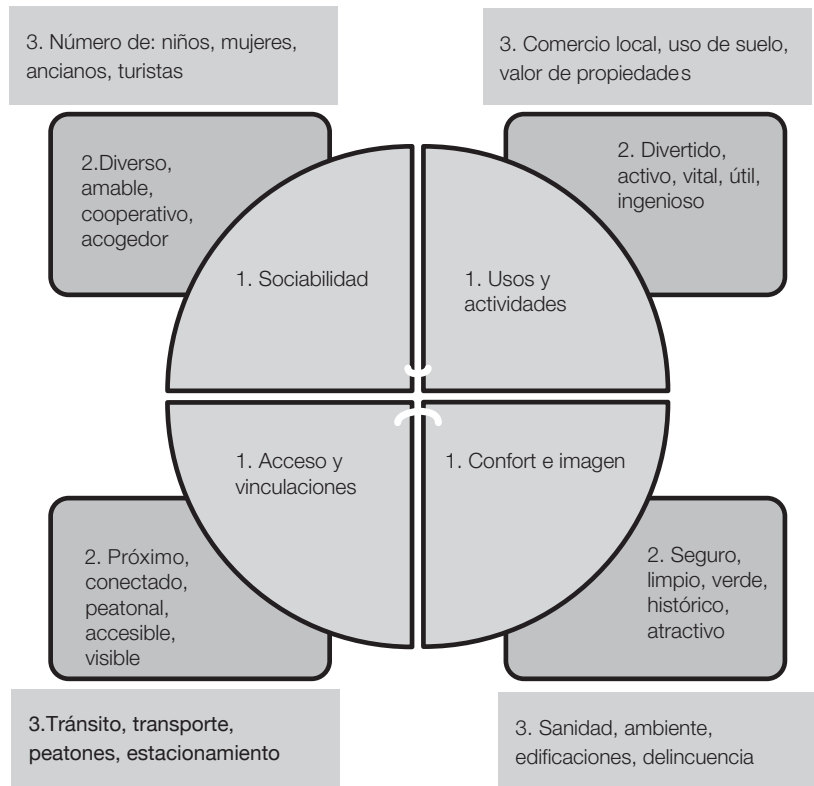 3. Número de: niños, mujeres,
ancianos, turistas
3. Comercio local, uso de suelo,
valor de propiedades
2.Diverso,
amable,
cooperativo,
acogedor
2. Divertido,
activo, vital, útil,
ingenioso
1. Sociabilidad
1. Usos y
actividades
1. Acceso y
vinculaciones
1. Confort e imagen
2. Próximo,
conectado,
peatonal,
accesible,
visible
2. Seguro,
limpio, verde,
histórico,
atractivo
3.Tránsito, transporte,
peatones, estacionamiento
3. Sanidad, ambiente,
edificaciones, delincuencia